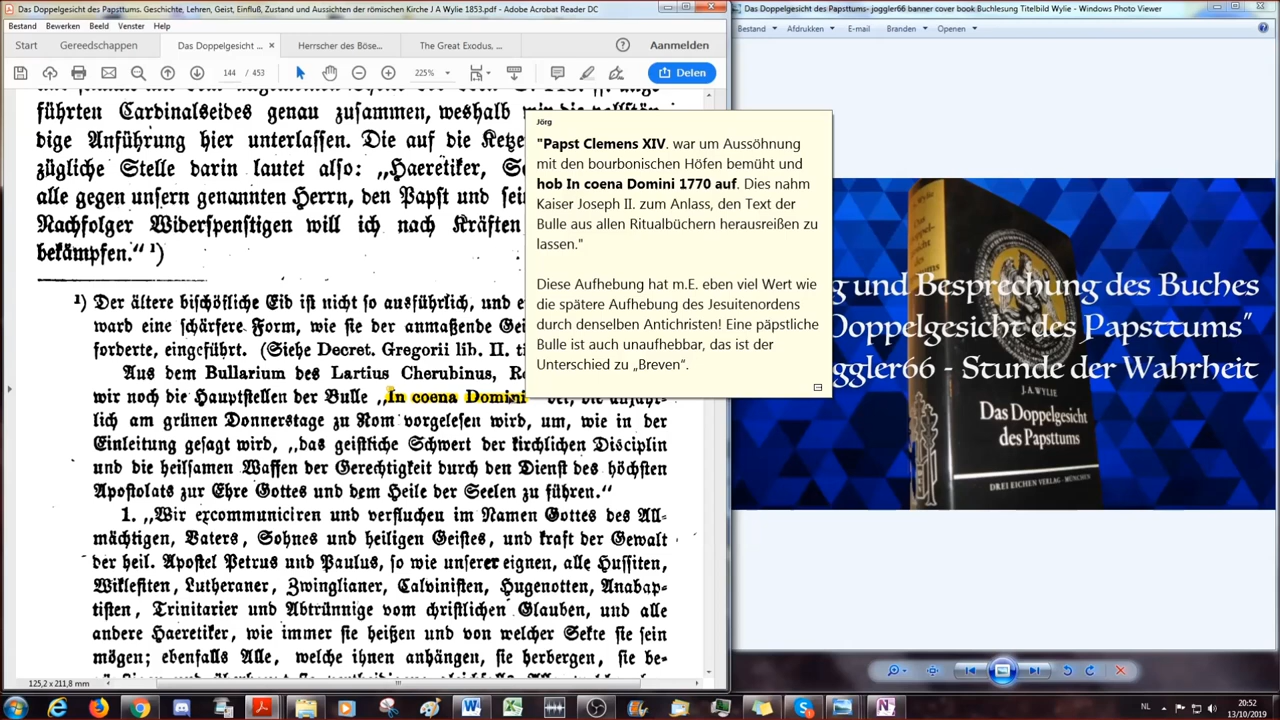 Das Doppelgesicht des Papsttums. Geschichte, Lehren, Geist, Einfluß, Zustand und Aussichten der römischen Kirche J A Wylie 1853.pdf - Adobe Acrobat Reader DC
Bestand Bewerken Beeld Venster Help
Start Gereedschappen Das Doppelgesicht ... × Herrscher des Böse... The Great Exodus, ... Anmelden
144 / 453 225% Delen
führten Cardinalseides genau zusammen, weshalb wir die
dige Anführung hier unterlassen. Die auf die
zügliche Stelle darin lautet also: „Haeretiker,
alle gegen unsern genannten Herrn, den Papst und
Nachfolger Widerspenstigen will ich nach Kräften
bekämpfen.“ ¹)
¹) Der ältere bischöfliche Eid ist nicht so ausführlich, und
ward eine schärfere Form, wie sie der anmaßende
forderte, eingeführt. (Siehe Decret. Gregorii lib. II.
Aus dem Bullarium des Lartius Cherubinus,
wir noch die Hauptstellen der Bulle „In coena Domini
lich am grünen Donnerstage zu Rom vorgelesen wird, um, wie in der
Einleitung gesagt wird, „das geistliche Schwert der kirchlichen Disciplin
und die heilsamen Waffen der Gerechtigkeit durch den Dienst des höchsten
Apostolats zur Ehre Gottes und dem Heile der Seelen zu führen.“
1. „Wir excommuniciren und verfluchen im Namen Gottes des All-
mächtigen, Vaters, Sohnes und heiligen Geistes, und kraft der Gewalt
der heil. Apostel Petrus und Paulus, so wie unserer eignen, alle Hussiten,
Wiklefiten, Lutheraner, Zwinglianer, Calvinisten, Hugenotten, Anabap-
tisten, Trinitarier und Abtrünnige vom christlichen Glauben, und alle
andere Haeretiker, wie immer sie heißen und von welcher Sekte sie sein
mögen; ebenfalls Alle, welche ihnen anhängen, sie herbergen, sie be-
125,2 x 211,8 mm
Jörg
"Papst Clemens XIV. war um Aussöhnung
mit den bourbonischen Höfen bemüht und
hob In coena Domini 1770 auf. Dies nahm
Kaiser Joseph II. zum Anlass, den Text der
Bulle aus allen Ritualbüchern herausreißen zu
lassen."
Diese Aufhebung hat m.E. eben viel Wert wie
die spätere Aufhebung des Jesuitenordens
durch denselben Antichristen! Eine päpstliche
Bulle ist auch unaufhebbar, das ist der
Unterschied zu „Breven“.
Das Doppelgesicht des Papsttums- joggler66 banner cover book Buchlesung Titelbild Wylie - Windows Photo Viewer
Bestand Afdrukken E-mail Branden Openen
g und Besprechung des Buches
Doppelgesicht des Papsttums"
ggler66 - Stunde der Wahrheit
J.A.WYLIE
Das Doppelgesicht
des Papsttums
DREI EICHEN VERLAG · MÜNCHEN
NL
20:52
13/10/2019